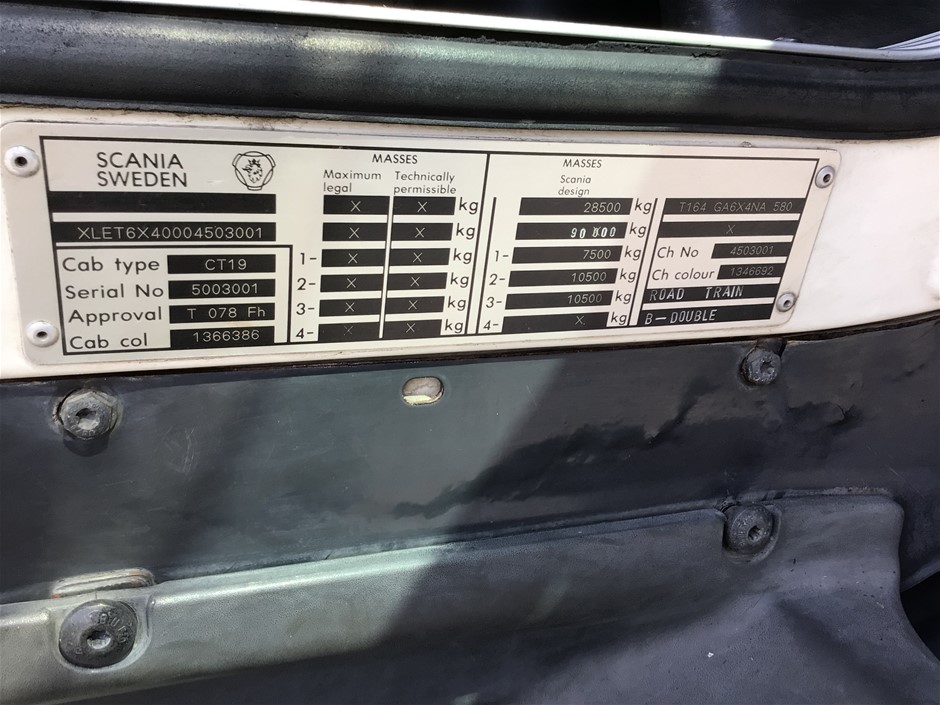 SCANIA
SWEDEN
XLET6X40004503001
Cab type CT19
Serial No 5003001
Approval T 078 Fh
Cab col 1366386
MASSES
Maximum legal
Technically permissible
X X kg
X X kg
1- X X kg
2- X X kg
3- X X kg
4- X X kg
MASSES
Scania design
28500 kg
kg
1- 7500 kg
2- 10500 kg
3- 10500 kg
4- X kg
T164 GA6X4NA 580
X
Ch No 4503001
Ch colour 1346692
ROAD TRAIN
B-DOUBLE